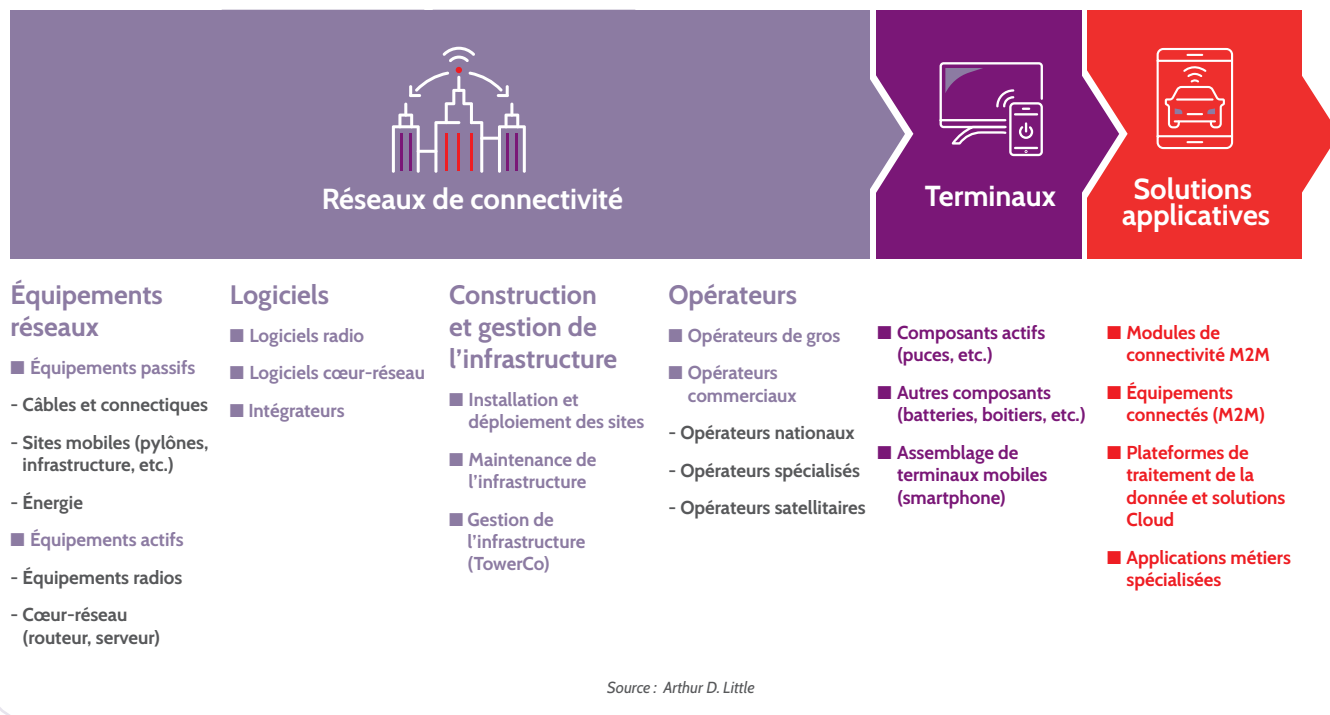 Réseaux de connectivité
Terminaux
Solutions
applicatives
Équipements
réseaux
■ Équipements passifs
- Câbles et connectiques
- Sites mobiles (pylônes,
infrastructure, etc.)
- Énergie
■ Équipements actifs
- Équipements radios
- Cœur-réseau
(routeur, serveur)
Logiciels
■ Logiciels radio
■ Logiciels cœur-réseau
■ Intégrateurs
Construction
et gestion de
l'infrastructure
■ Installation et
déploiement des sites
■ Maintenance de
l'infrastructure
■ Gestion de
l'infrastructure
(TowerCo)
Opérateurs
■ Opérateurs de gros
■ Opérateurs
commerciaux
- Opérateurs nationaux
- Opérateurs spécialisés
- Opérateurs satellitaires
■ Composants actifs
(puces, etc.)
■ Autres composants
(batteries, boitiers, etc.)
■ Assemblage de
terminaux mobiles
(smartphone)
■ Modules de
connectivité M2M
■ Équipements
connectés (M2M)
■ Plateformes de
traitement de la
donnée et solutions
Cloud
■ Applications métiers
spécialisées
Source : Arthur D. Little